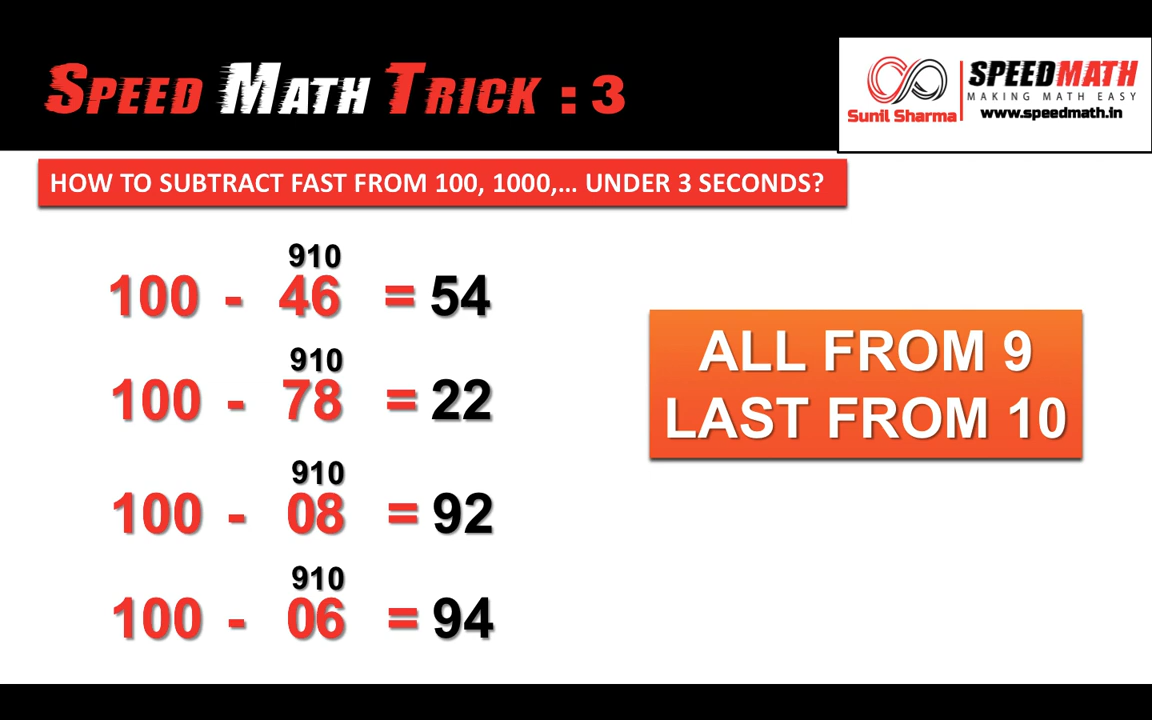 SPEED MATH TRICK : 3
Sunil Sharma
SPEEDMATH
MAKING MATH EASY
www.speedmath.in
HOW TO SUBTRACT FAST FROM 100, 1000,... UNDER 3 SECONDS?
910
100 - 46 = 54
910
100 - 78 = 22
910
100 - 08 = 92
910
100 - 06 = 94
ALL FROM 9
LAST FROM 10